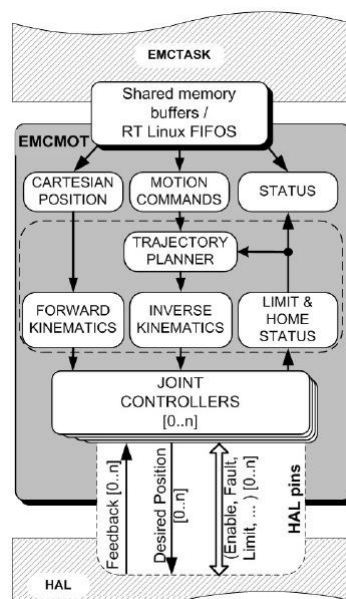 EMCTASK
Shared memory
buffers /
RT Linux FIFOS
EMCMOT
CARTESIAN
POSITION
MOTION
COMMANDS
STATUS
TRAJECTORY
PLANNER
FORWARD
KINEMATICS
INVERSE
KINEMATICS
LIMIT &
HOME
STATUS
JOINT
CONTROLLERS
[0..n]
Feedback [0..n]
Desired Position
[0..n]
(Enable, Fault,
Limit, ... ) [0..n]
HAL pins
HAL